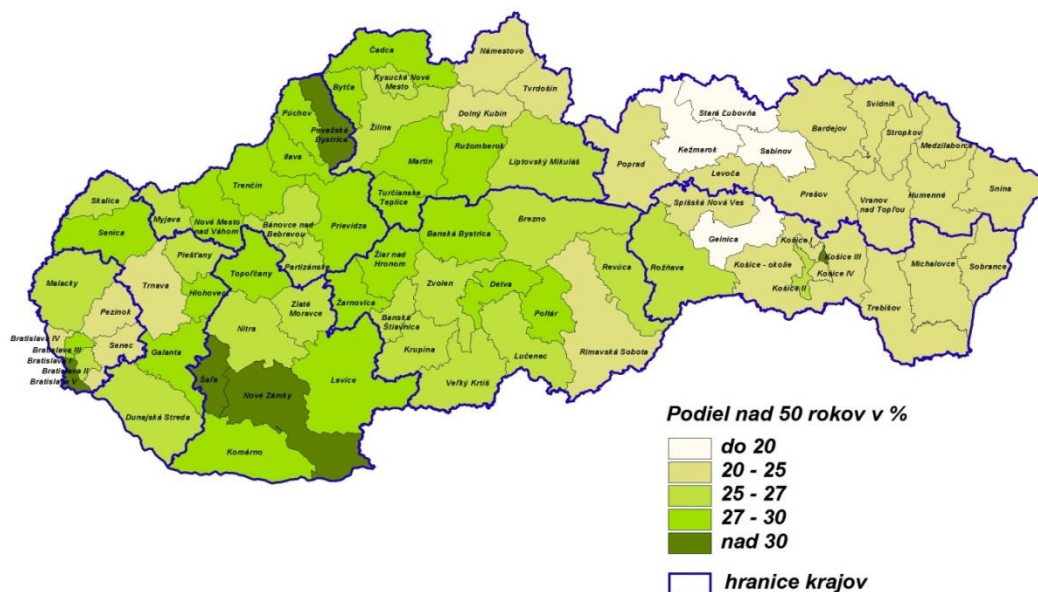 Čadca
Námestovo
Kysucké Nové
Mesto
Bytča
Tvrdošín
Púchov
Považská
Bystrica
Žilina
Dolný Kubín
Stará Ľubovňa
Svidník
Bardejov
Stropkov
Medzilaborce
Kežmarok
Sabinov
Ilava
Martin
Ružomberok
Liptovský Mikuláš
Poprad
Levoča
Prešov
Vranov
nad Topľou
Humenné
Snina
Trenčín
Turčianske
Teplice
Skalica
Myjava
Nové Mesto
nad Váhom
Bánovce nad
Bebravou
Prievidza
Spišská Nová Ves
Brezno
Senica
Banská Bystrica
Gelnica
Košice I
Košice III
Košice IV
Košice II
Košice - okolie
Michalovce
Sobrance
Piešťany
Partizánske
Žiar nad
Hronom
Topoľčany
Rožňava
Revúca
Malacky
Trnava
Hlohovec
Zvolen
Detva
Žarnovica
Poltár
Trebišov
Pezinok
Zlaté
Moravce
Banská
Štiavnica
Nitra
Bratislava IV
Bratislava III
Bratislava I
Bratislava II
Bratislava V
Senec
Galanta
Krupina
Lučenec
Rimavská Sobota
Šaľa
Levice
Nové Zámky
Veľký Krtíš
Dunajská Streda
Komárno
Podiel nad 50 rokov v %
do 20
20 - 25
25 - 27
27 - 30
nad 30
hranice krajov